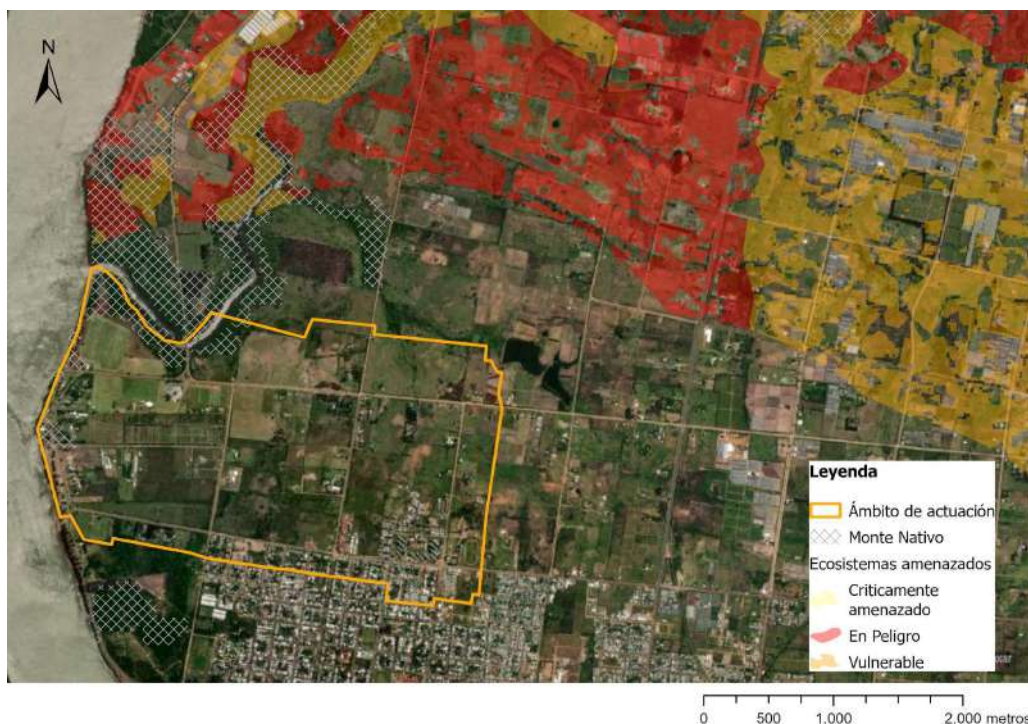 N
Leyenda
Ámbito de actuación
Monte Nativo
Ecosistemas amenazados
Criticamente
amenazado
En Peligro
Vulnerable
0 500 1.000 2.000 metros